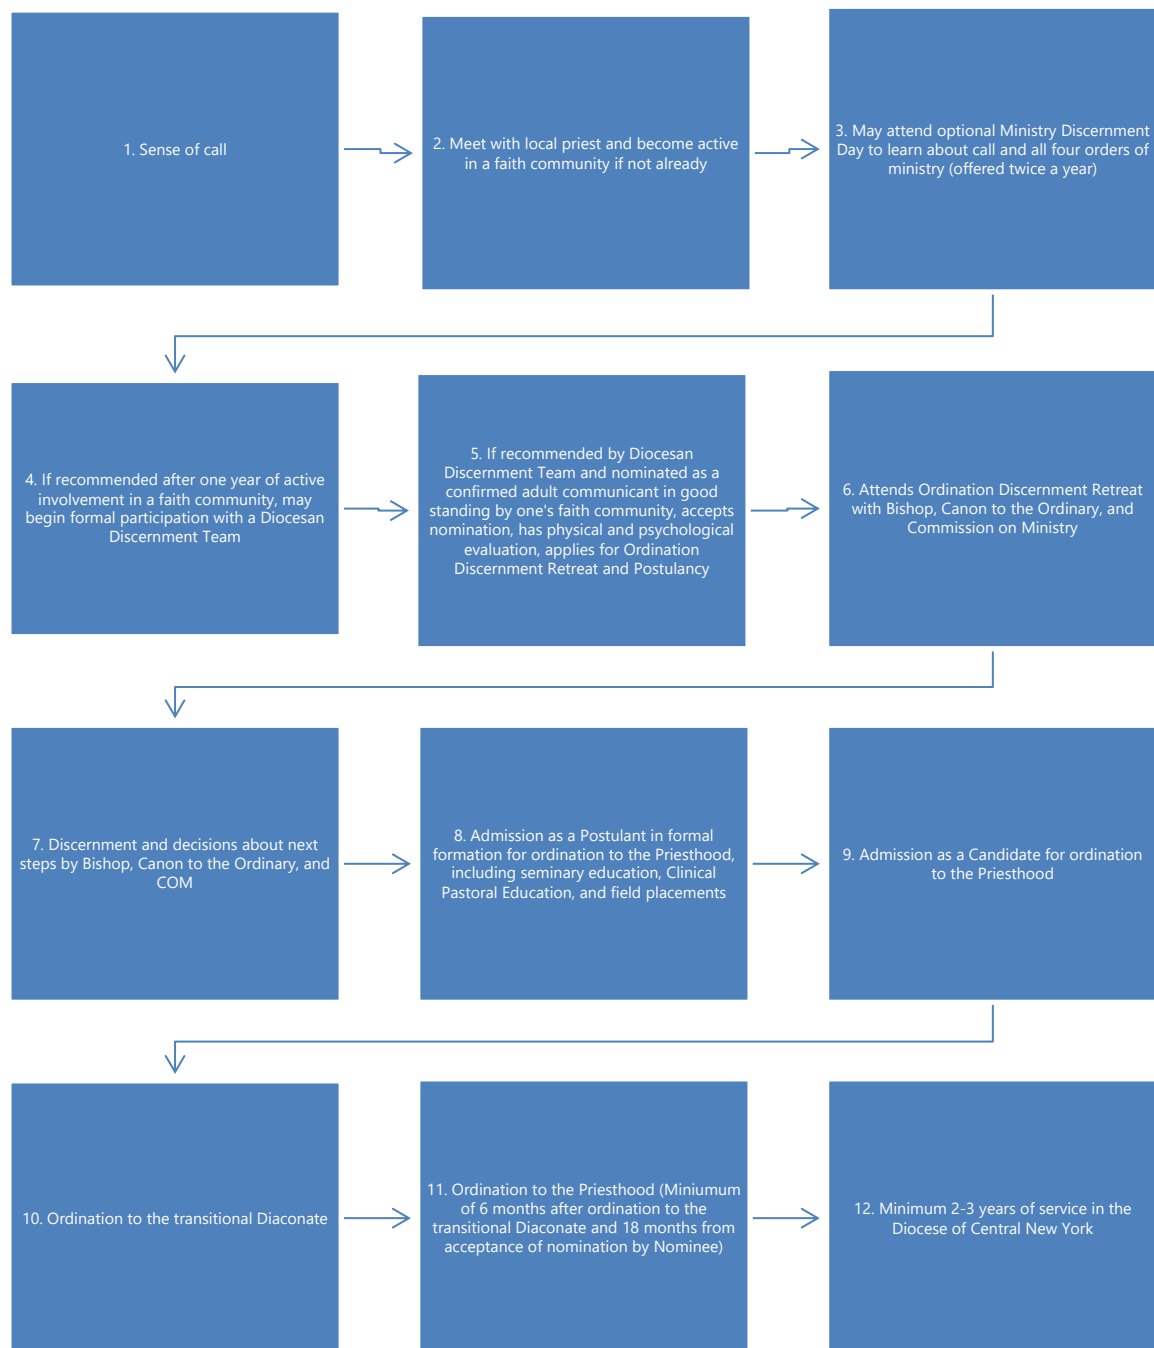 1. Sense of call
2. Meet with local priest and become active
in a faith community if not already
3. May attend optional Ministry Discernment
Day to learn about call and all four orders of
ministry (offered twice a year)
4. If recommended after one year of active
involvement in a faith community, may
begin formal participation with a Diocesan
Discernment Team
5. If recommended by Diocesan
Discernment Team and nominated as a
confirmed adult communicant in good
standing by one's faith community, accepts
nomination, has physical and psychological
evaluation, applies for Ordination
Discernment Retreat and Postulancy
6. Attends Ordination Discernment Retreat
with Bishop, Canon to the Ordinary, and
Commission on Ministry
7. Discernment and decisions about next
steps by Bishop, Canon to the Ordinary, and
COM
8. Admission as a Postulant in formal
formation for ordination to the Priesthood,
including seminary education, Clinical
Pastoral Education, and field placements
9. Admission as a Candidate for ordination
to the Priesthood
10. Ordination to the transitional Diaconate
11. Ordination to the Priesthood (Miniumum
of 6 months after ordination to the
transitional Diaconate and 18 months from
acceptance of nomination by Nominee)
12. Minimum 2-3 years of service in the
Diocese of Central New York